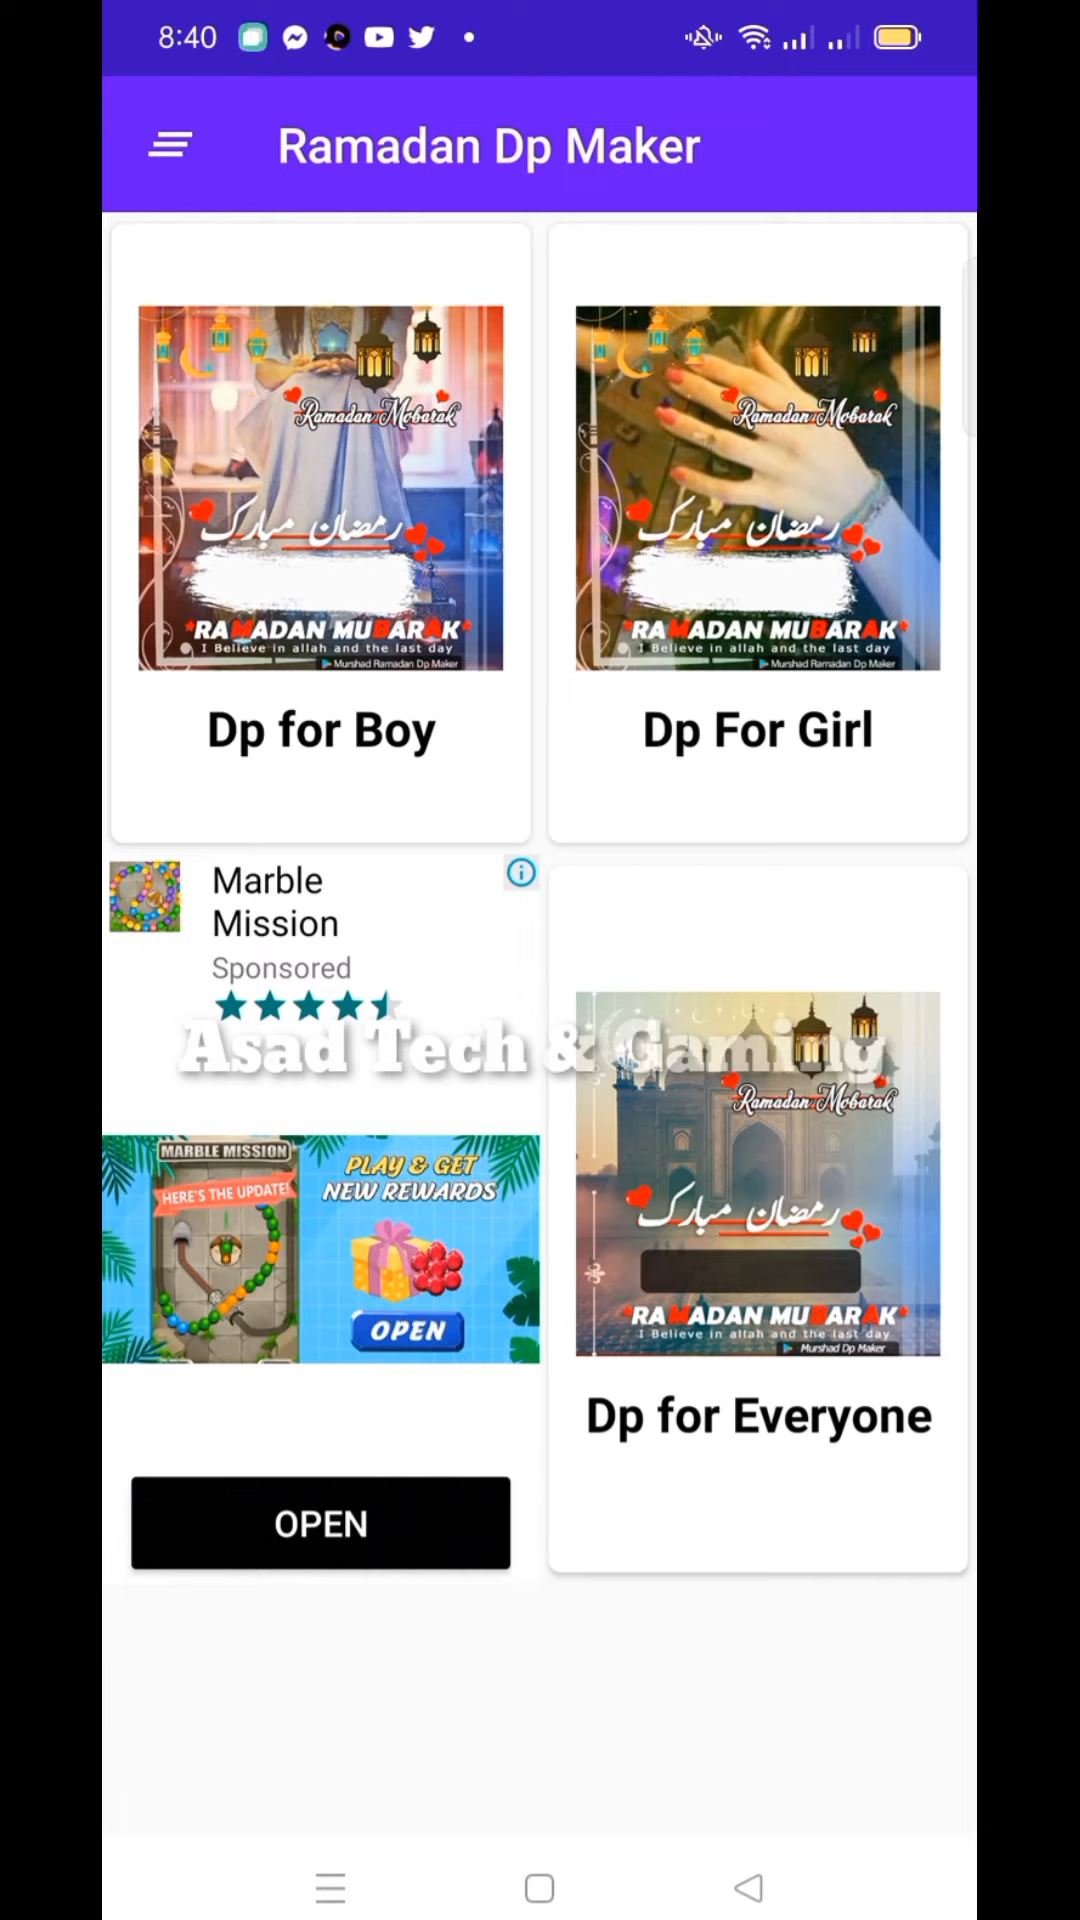 8:40
Ramadan Dp Maker
Ramadan Mobarak
رمضان مبارک
*RAMADAN MUBARAK*
I Believe in allah and the last day
Murshad Ramadan Dp Maker
Dp for Boy
Ramadan Mobarak
رمضان مبارک
*RAMADAN MUBARAK*
I Believe in allah and the last day
Murshad Ramadan Dp Maker
Dp For Girl
Marble
Mission
Sponsored
Asad Tech & Gaming
MARBLE MISSION
HERE'S THE UPDATE!
PLAY & GET
NEW REWARDS
OPEN
OPEN
Ramadan Mobarak
رمضان مبارک
*RAMADAN MUBARAK*
I Believe in allah and the last day
Murshad Dp Maker
Dp for Everyone